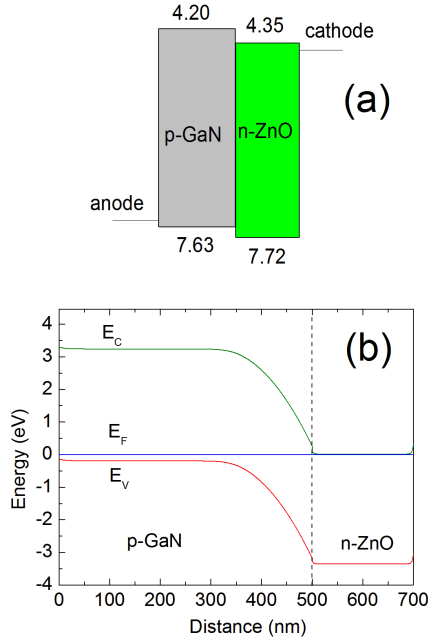 4.20
4.35
cathode
(a)
p-GaN
n-ZnO
anode
7.63
7.72
(b)
4
3
2
1
0
-1
-2
-3
-4
Energy (eV)
E_C
E_F
E_V
p-GaN
n-ZnO
0 100 200 300 400 500 600 700
Distance (nm)